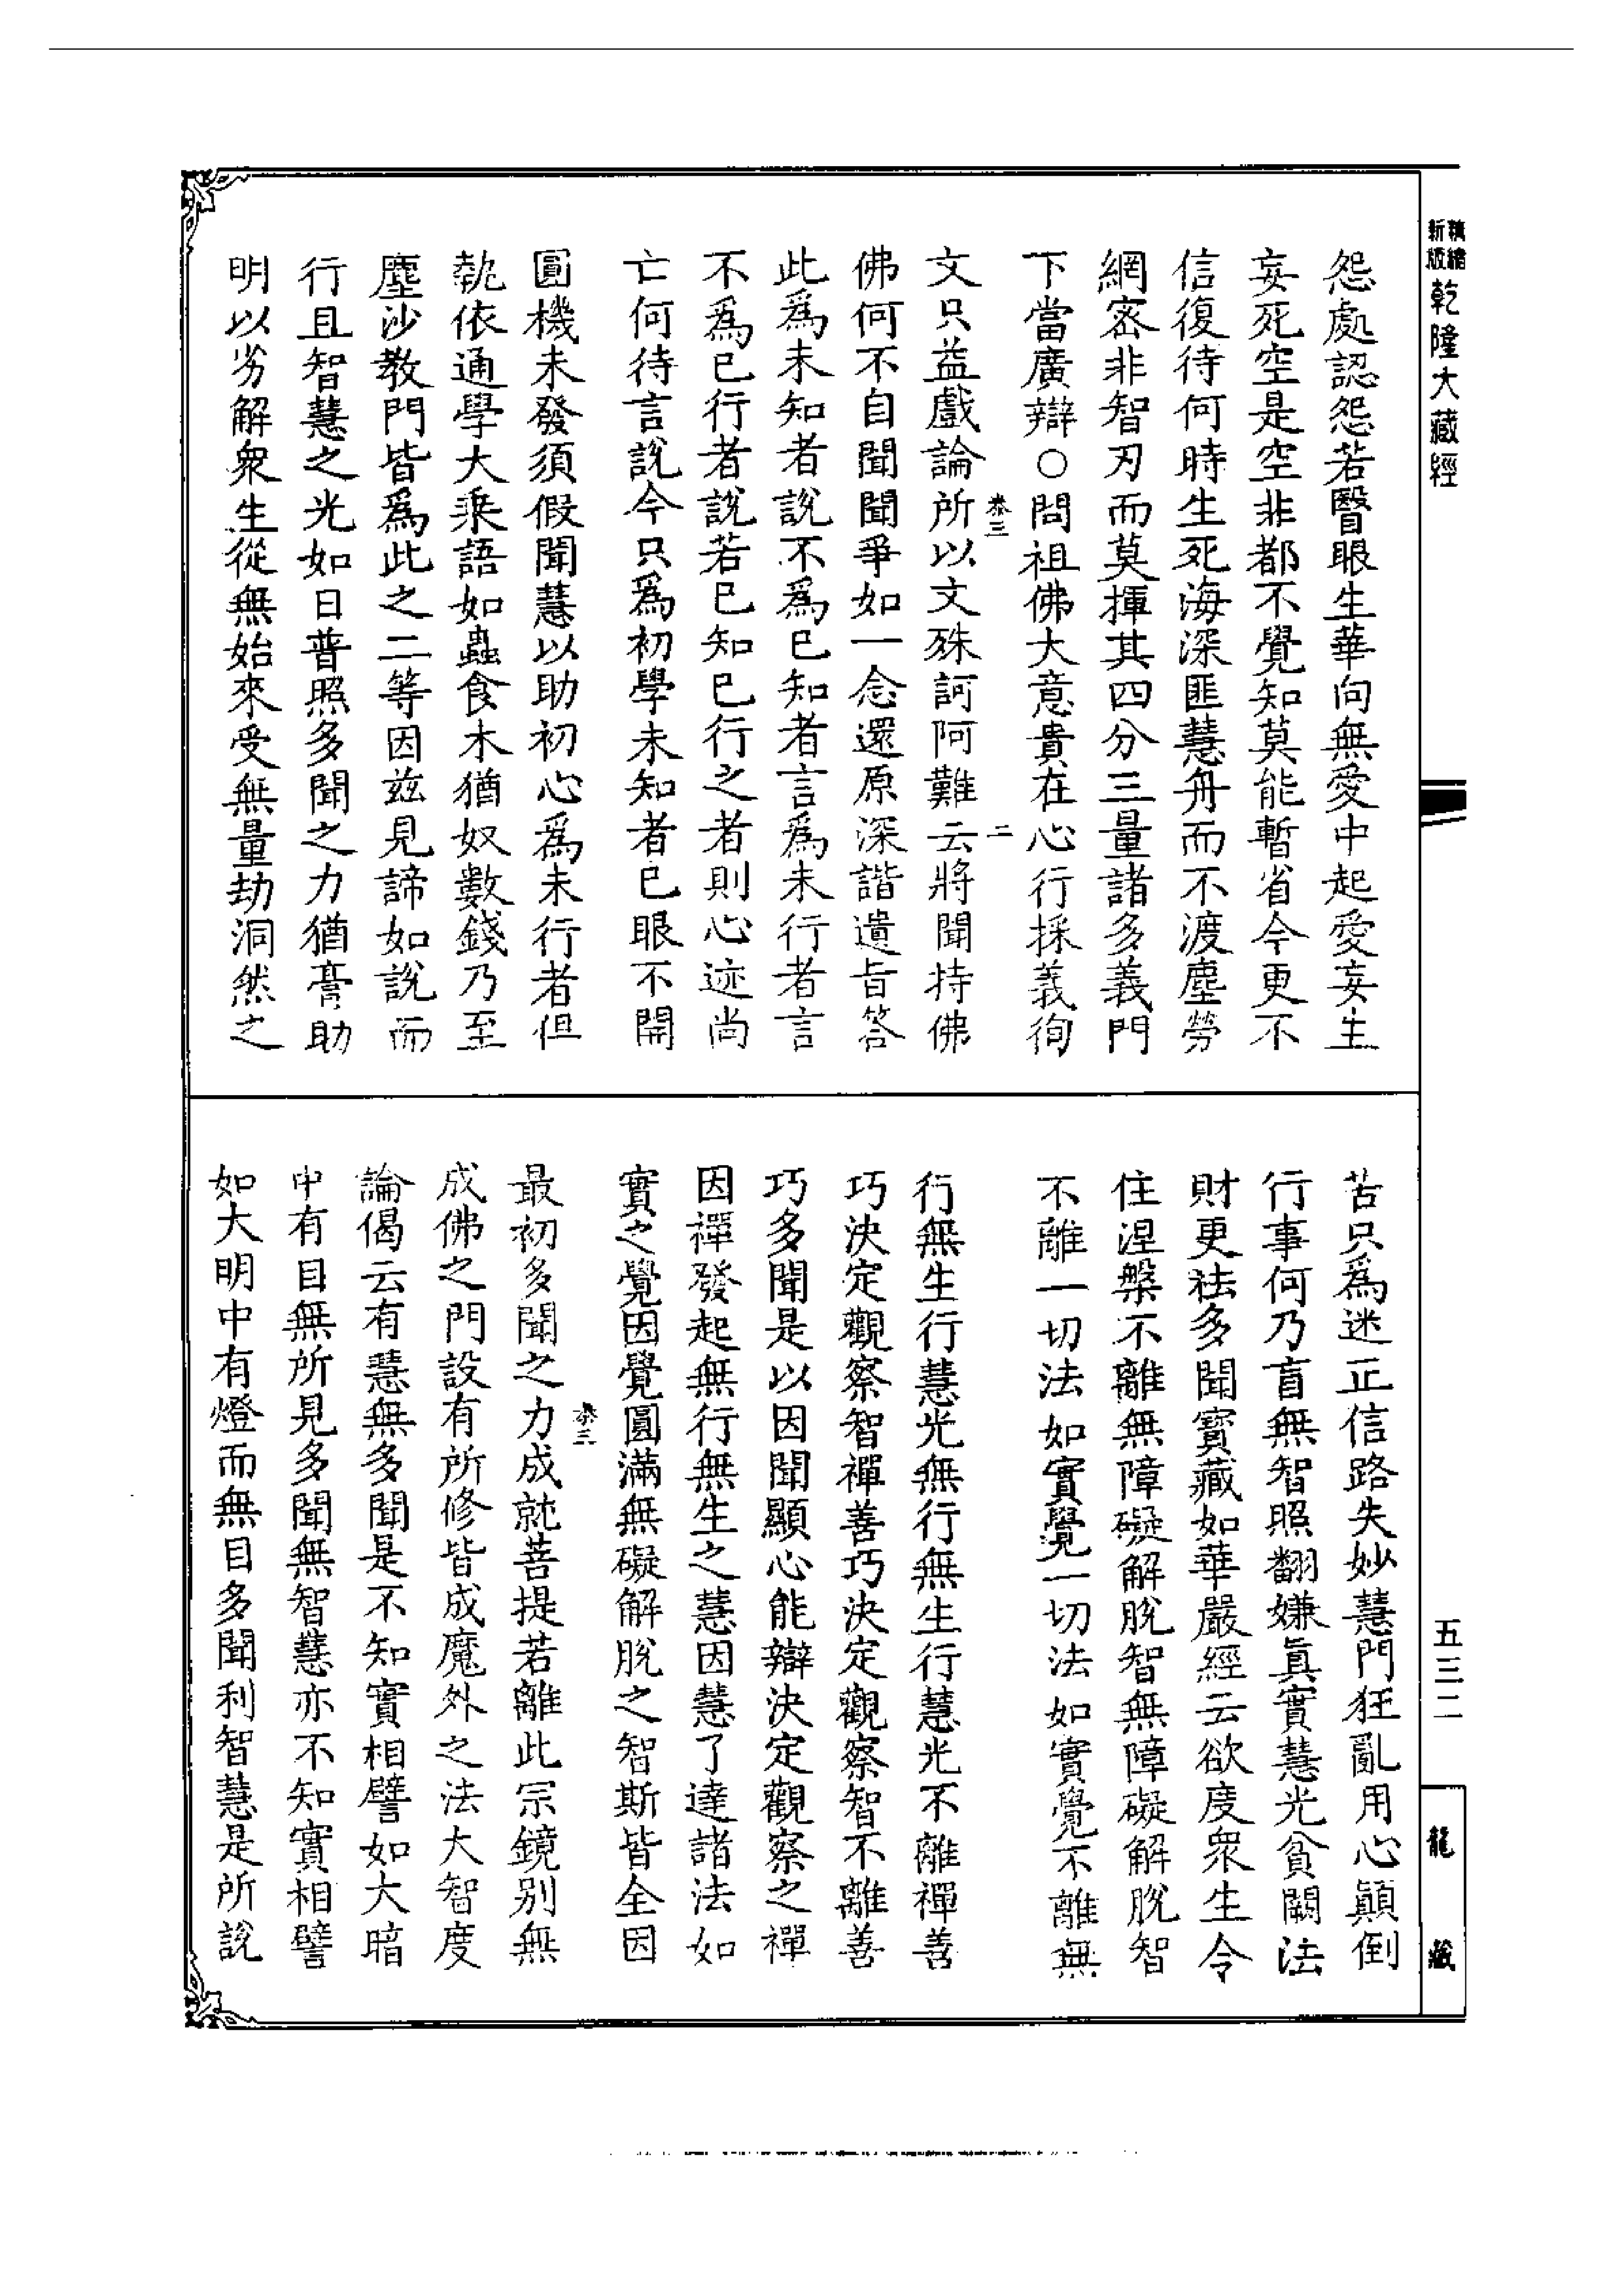 精繡
新版
乾隆大藏經
怨處認怨若瞖眼生華向無愛中起愛妄生
妄死空是空非都不覺知莫能暫省今更不
信復待何時生死海深匪慧舟而不渡塵勞
網密非智刃而莫揮其四分三量諸多義門
下當廣辯○問祖佛大意貴在心行採義徇
叅三
二
文只益戲論所以文殊訶阿難云將聞持佛
佛何不自聞聞爭如一念還原深諧遺旨答
此爲未知者說不爲已知者言爲未行者言
不爲已行者說若已知已行之者則心迹尚
亡何待言說今只爲初學未知者已眼不開
圓機未發須假聞慧以助初心爲未行者但
執依通學大乘語如蟲食木猶奴數錢乃至
塵沙教門皆爲此之二等因茲見諦如說而
行且智慧之光如日普照多聞之力猶膏助
明以劣解衆生從無始來受無量劫洞然之
苦只爲迷正信路失妙慧門狂亂用心顛倒
行事何乃盲無智照翻嫌眞實慧光貧闕法
財更祛多聞寶藏如華嚴經云欲度衆生令
住涅槃不離無障礙解脫智無障礙解脫智
不離一切法如實覺一切法如實覺不離無
行無生行慧光無行無生行慧光不離禪善
巧決定觀察智禪善巧決定觀察智不離善
巧多聞是以因聞顯心能辯決定觀察之禪
因禪發起無行無生之慧因慧了達諸法如
實之覺因覺圓滿無礙解脫之智斯皆全因
叅三
最初多聞之力成就菩提若離此宗鏡別無
成佛之門設有所修皆成魔外之法大智度
論偈云有慧無多聞是不知實相譬如大暗
中有目無所見多聞無智慧亦不知實相譬
如大明中有燈而無目多聞利智慧是所說
五三二
龍藏